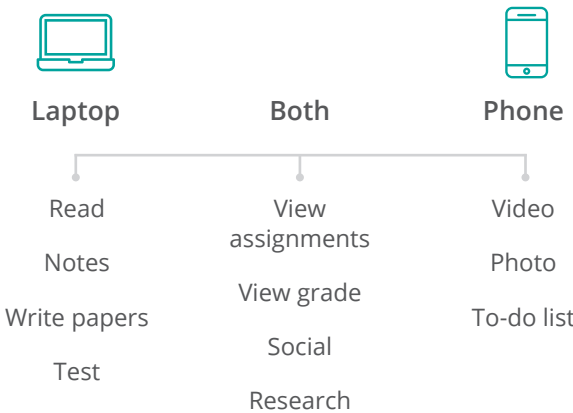 Laptop
Both
Phone
Read
Notes
Write papers
Test
View
assignments
View grade
Social
Research
Video
Photo
To-do list